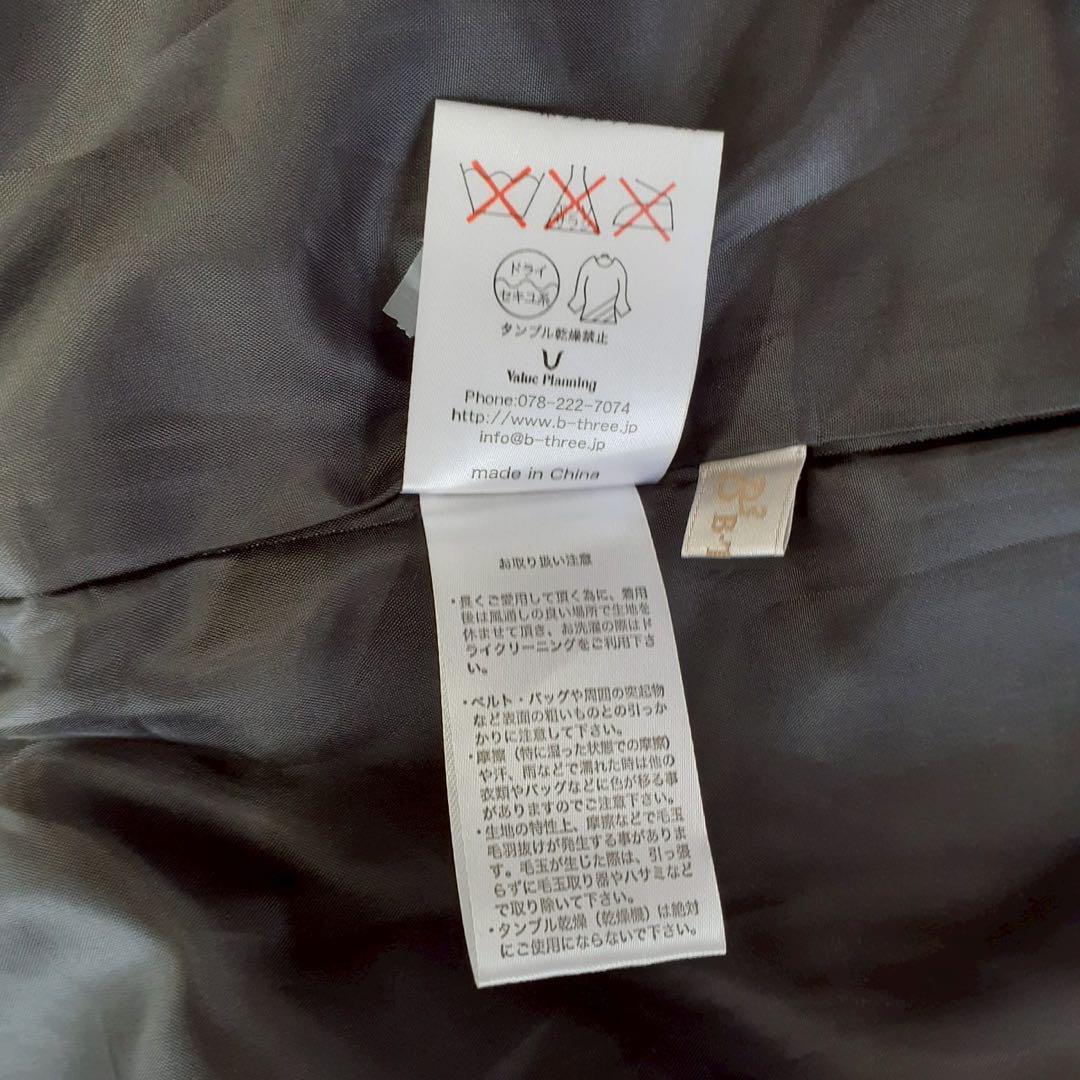 エンソサラシ
ドライ
セキユ系
タンブル乾燥禁止
Value Planning
Phone:078-222-7074
http://www.b-three.jp
info@b-three.jp
made in China
B
お取り扱い注意
・良くご愛用して頂く為に、着用
後は風通しの良い場所で生地を
休ませて頂き、お洗濯の際はド
ライクリーニングをご利用下さ
い。
・ベルト・バッグや周囲の突起物
など表面の粗いものとの引っか
かりに注意して下さい。
・摩擦（特に湿った状態での摩擦）
や汗、雨などで濡れた時は他の
衣類やバッグなどに色が移る事
がありますのでご注意下さい。
・生地の特性上、摩擦などで毛玉
毛羽抜けが発生する事がありま
す。毛玉が生じた際は、引っ張
らずに毛玉取り器やハサミなど
で取り除いて下さい。
・タンブル乾燥（乾燥機）は絶対
にご使用にならないで下さい。